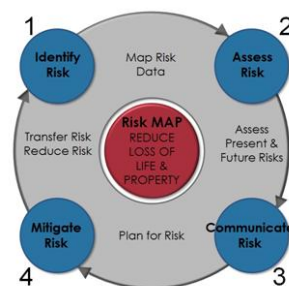 1
Identify
Risk
Map Risk
Data
2
Assess
Risk
Transfer Risk
Reduce Risk
Risk MAP
REDUCE
LOSS OF
LIFE &
PROPERTY
Assess
Present &
Future Risks
Mitigate
Risk
4
Plan for Risk
Communicate
Risk
3